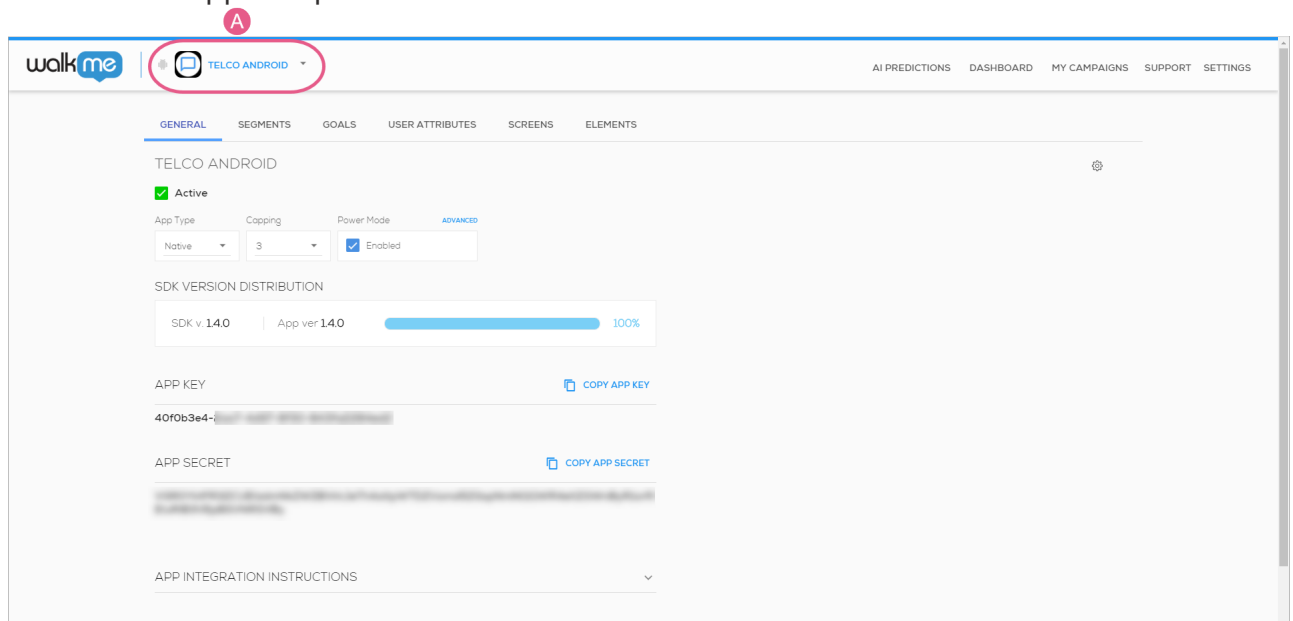 A
walkme
TELCO ANDROID
AI PREDICTIONS DASHBOARD MY CAMPAIGNS SUPPORT SETTINGS
GENERAL SEGMENTS GOALS USER ATTRIBUTES SCREENS ELEMENTS
TELCO ANDROID
Active
App Type Capping Power Mode ADVANCED
Native 3 Enabled
SDK VERSION DISTRIBUTION
SDK v. 1.4.0 App ver 1.4.0 100%
APP KEY COPY APP KEY
40f0b3e4-
APP SECRET COPY APP SECRET
APP INTEGRATION INSTRUCTIONS